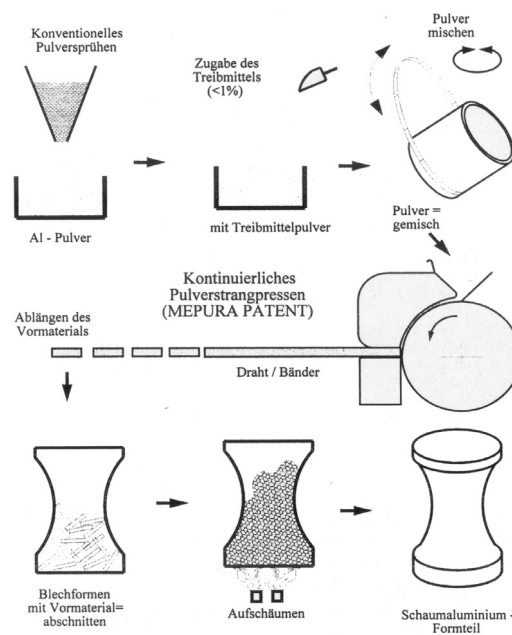 Konventionelles
Pulversprühen
Zugabe des
Treibmittels
(<1%)
Pulver
mischen
Al - Pulver
mit Treibmittelpulver
Pulver =
gemisch
Kontinuierliches
Pulverstrangpressen
(MEPURA PATENT)
Ablängen des
Vormaterials
Draht / Bänder
Blechformen
mit Vormaterial=
abschnitten
Aufschäumen
Schaumaluminium -
Formteil